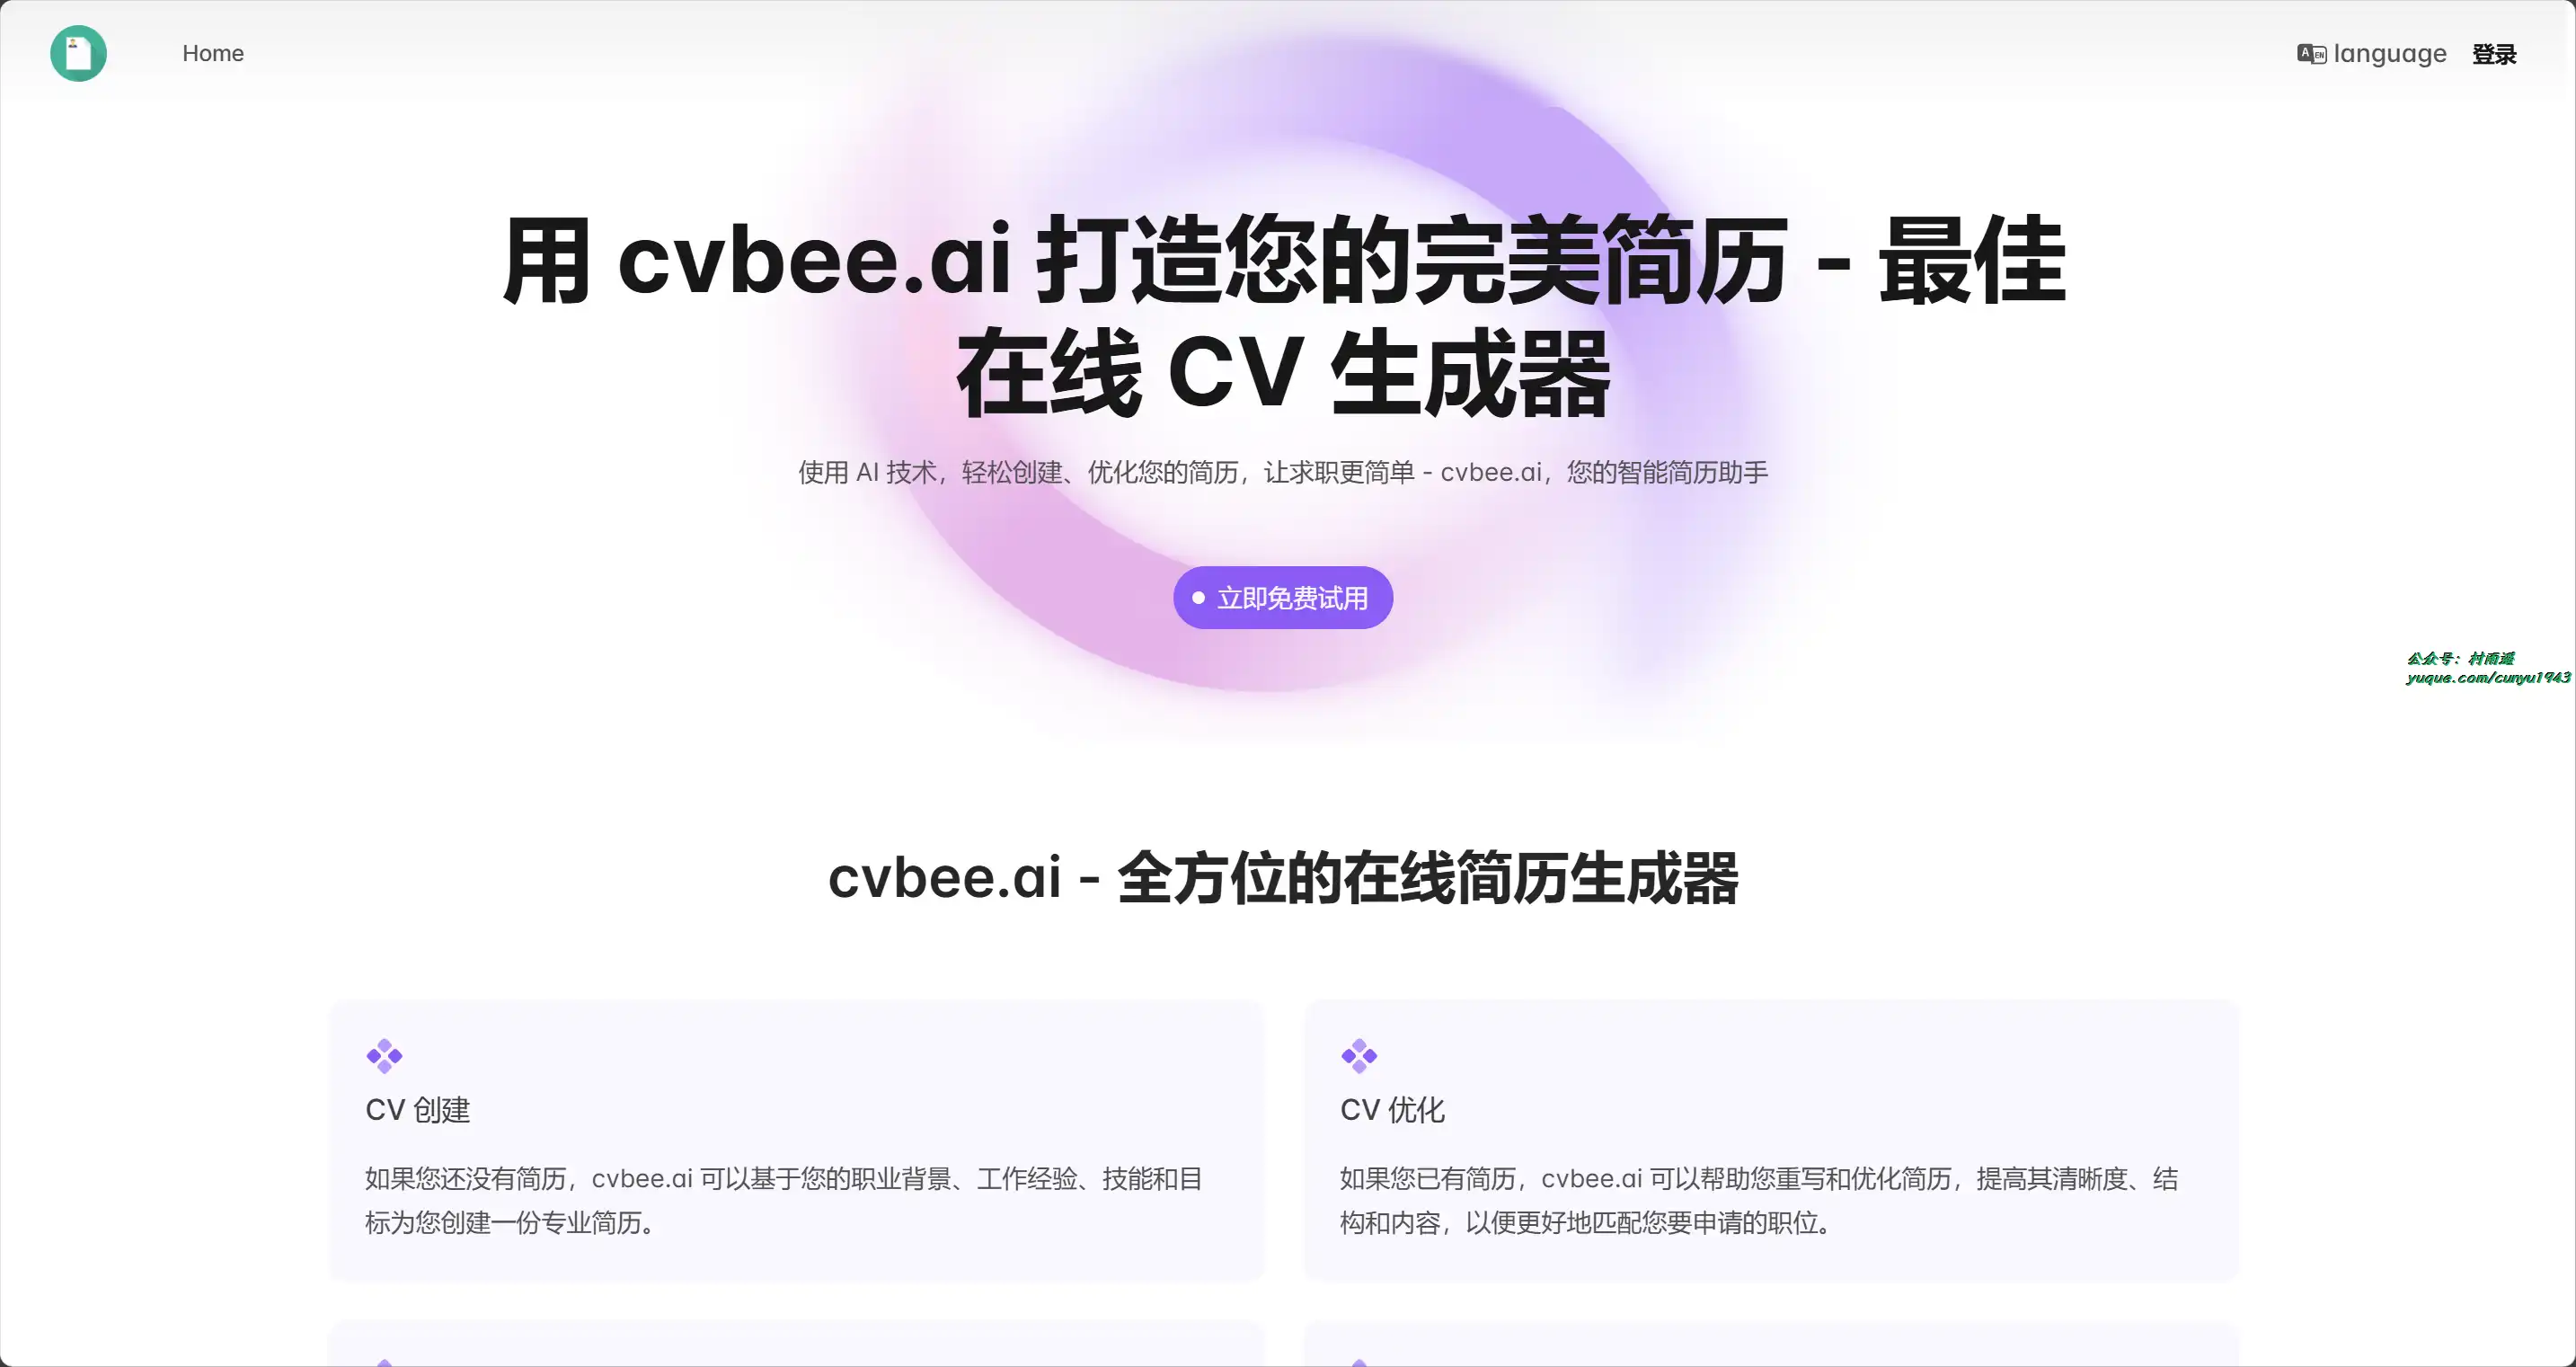 Home
language 登录
用 cvbee.ai 打造您的完美简历 - 最佳
在线 CV 生成器
使用 AI 技术，轻松创建、优化您的简历，让求职更简单 - cvbee.ai，您的智能简历助手
立即免费试用
公众号：村雨遥
yuque.com/cunyu1943
cvbee.ai - 全方位的在线简历生成器
CV 创建
如果您还没有简历，cvbee.ai 可以基于您的职业背景、工作经验、技能和目
标为您创建一份专业简历。
CV 优化
如果您已有简历，cvbee.ai 可以帮助您重写和优化简历，提高其清晰度、结
构和内容，以便更好地匹配您要申请的职位。